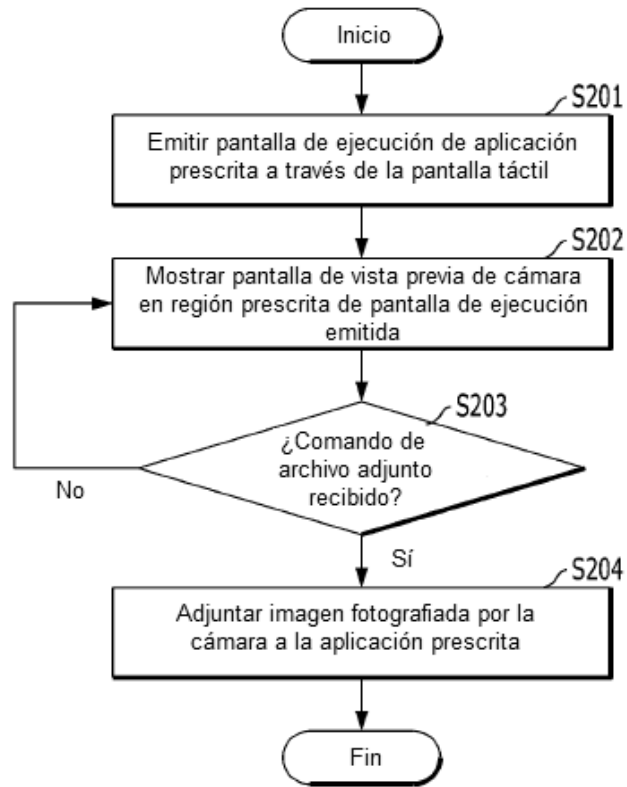 Inicio
S201
Emitir pantalla de ejecución de aplicación
prescrita a través de la pantalla táctil
S202
Mostrar pantalla de vista previa de cámara
en región prescrita de pantalla de ejecución
emitida
S203
¿Comando de
archivo adjunto
recibido?
No
Sí
S204
Adjuntar imagen fotografiada por la
cámara a la aplicación prescrita
Fin